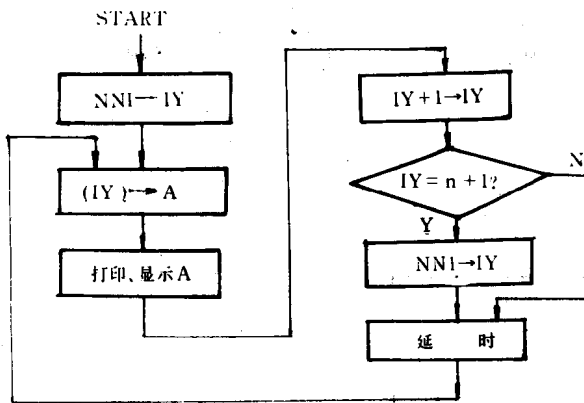 START
NN1→IY
(IY)→A
打印、显示A
IY+1→IY
IY=n+1?
N
Y
NN1→IY
延 时